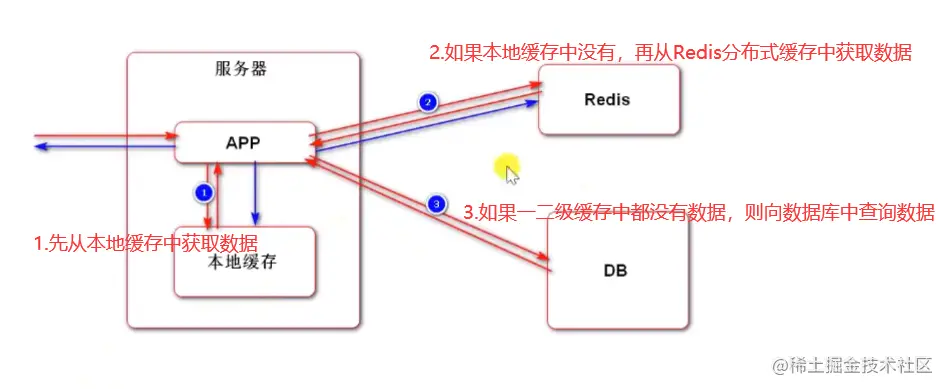 2.如果本地缓存中没有，再从Redis分布式缓存中获取数据
服务器
Redis
2
APP
1
3
3.如果一二级缓存中都没有数据，则向数据库中查询数据
1.先从本地缓存中获取数据
本地缓存
DB
@稀土掘金技术社区